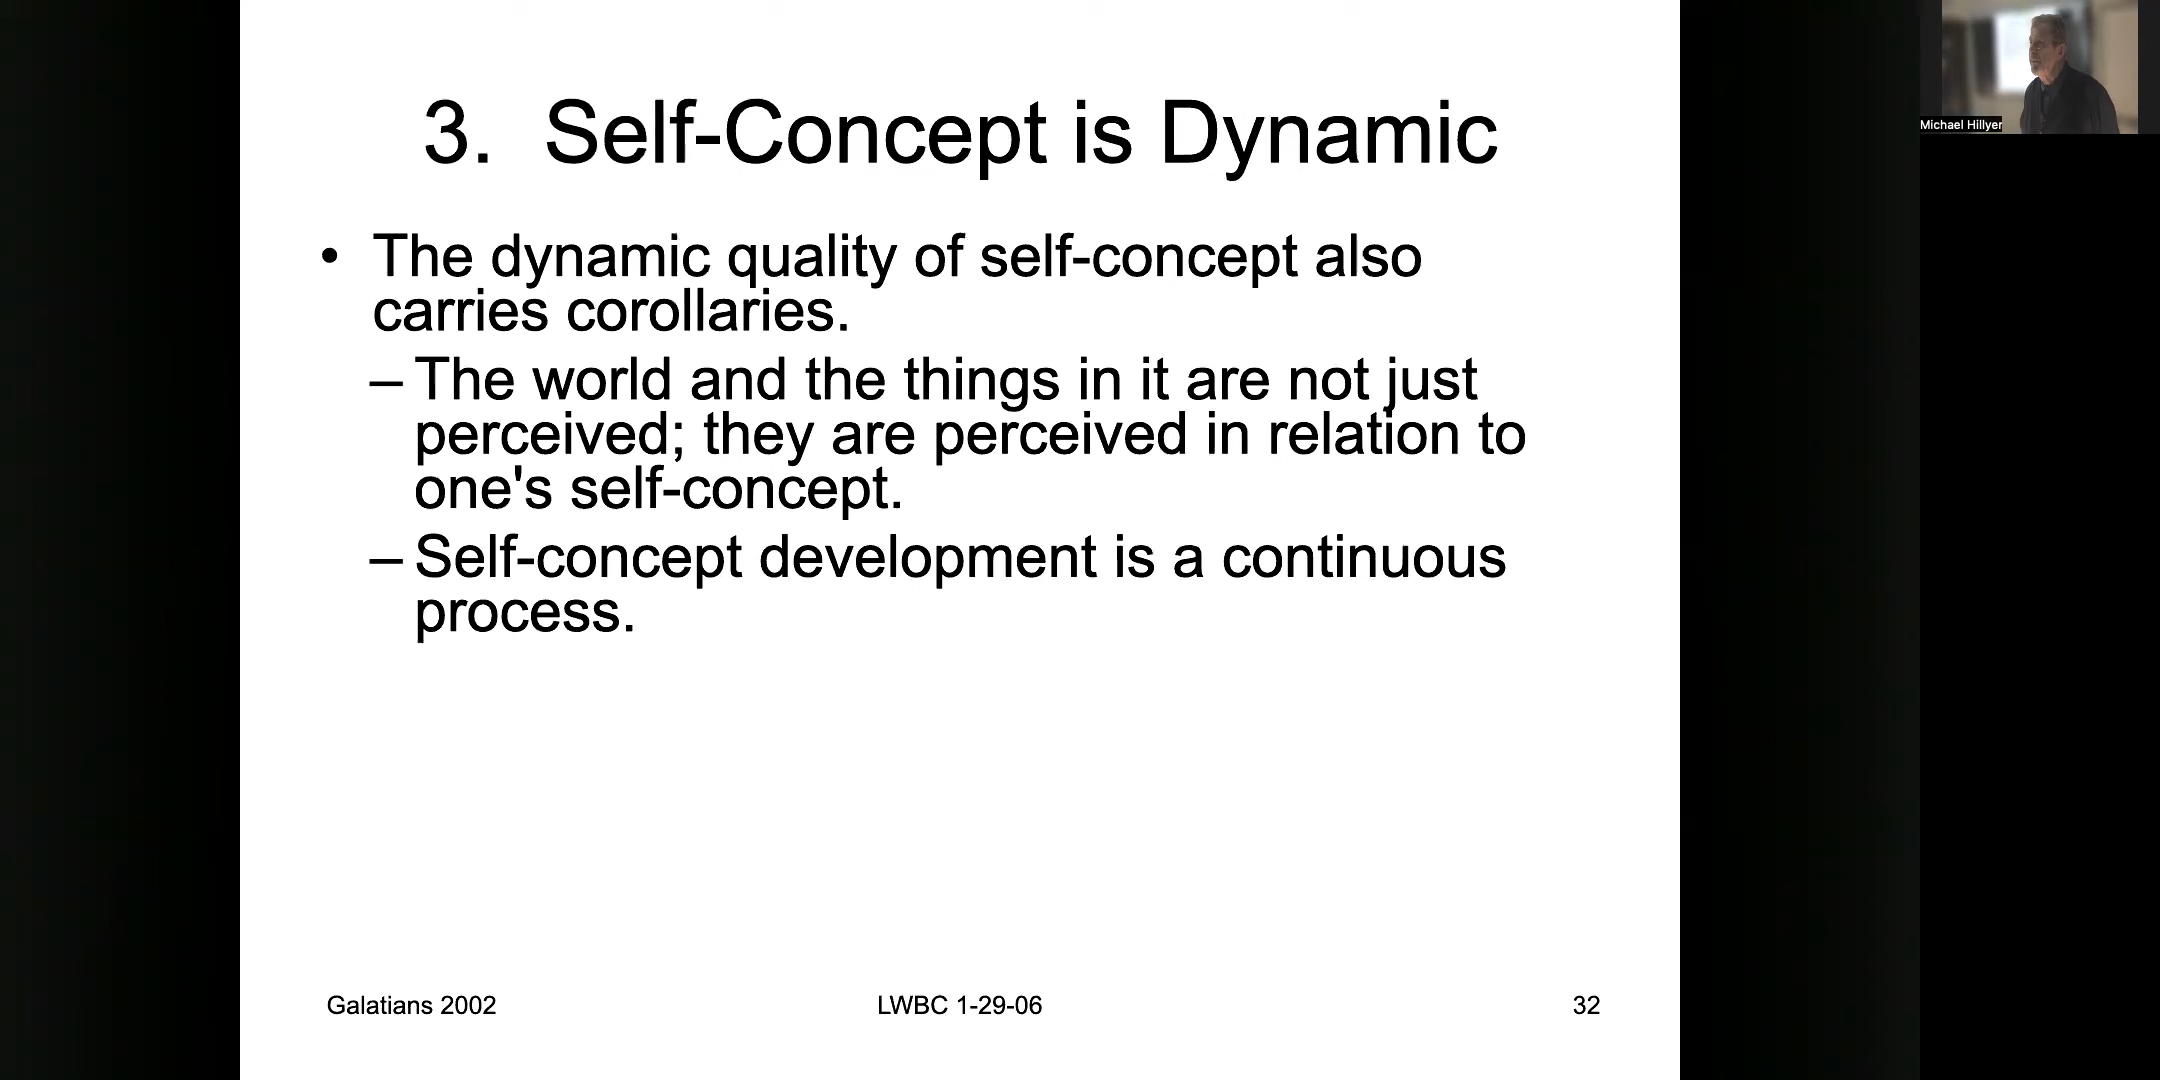 3. Self-Concept is Dynamic
• The dynamic quality of self-concept also
carries corollaries.
– The world and the things in it are not just
perceived; they are perceived in relation to
one's self-concept.
– Self-concept development is a continuous
process.
Galatians 2002
LWBC 1-29-06
32
Michael Hillyer